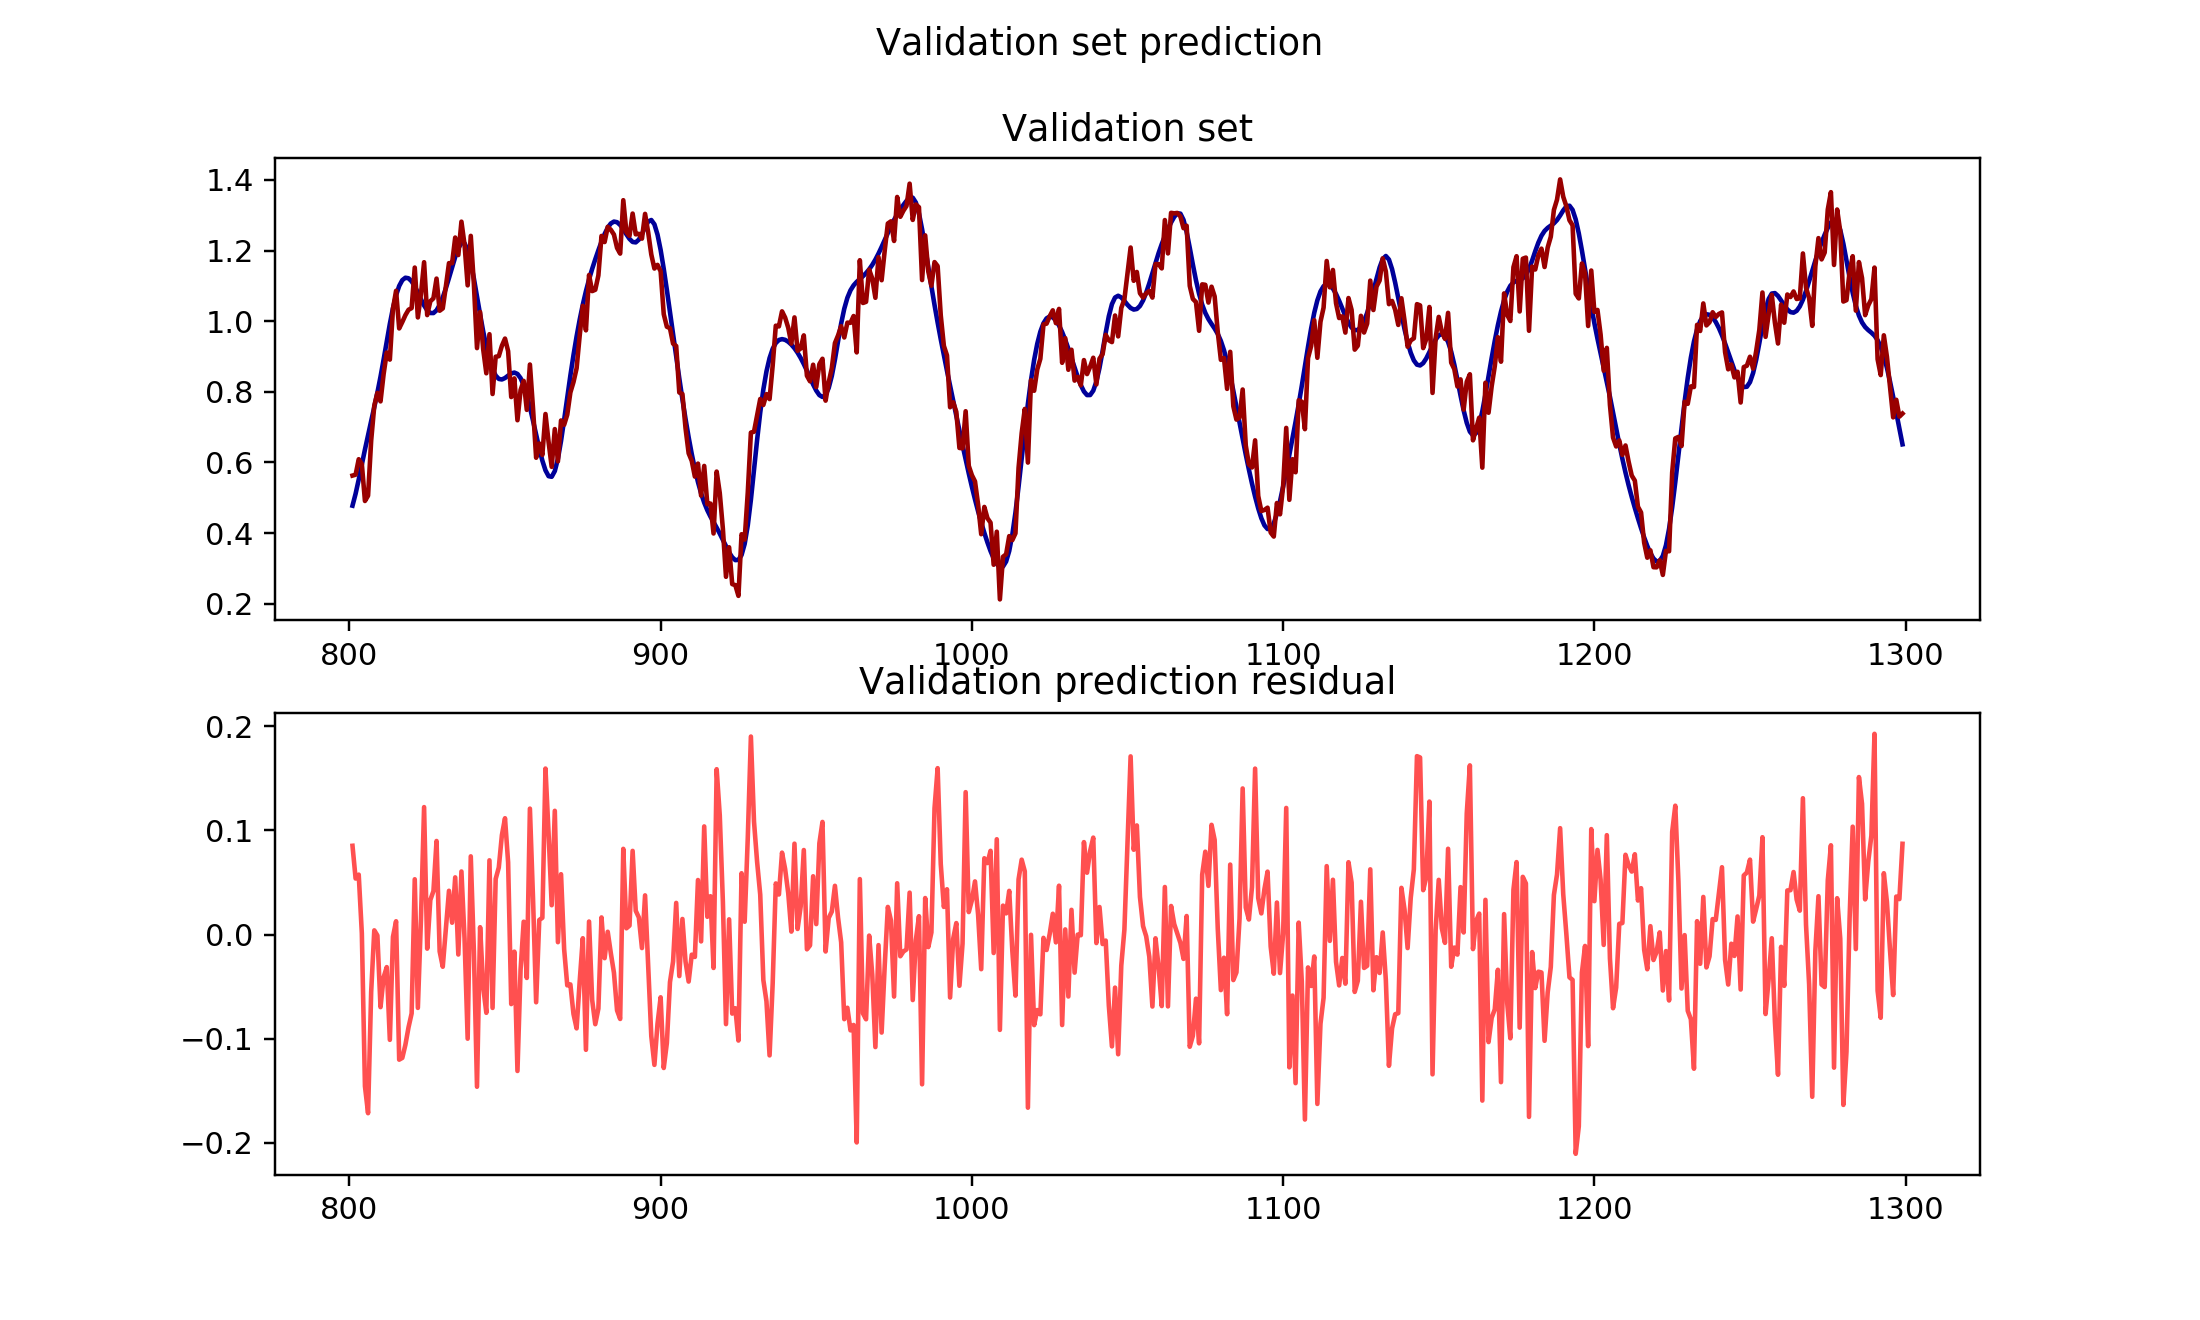 Validation set prediction
Validation set
1.4
1.2
1.0
0.8
0.6
0.4
0.2
800 900 1000 1100 1200 1300
Validation prediction residual
0.2
0.1
0.0
−0.1
−0.2
800 900 1000 1100 1200 1300